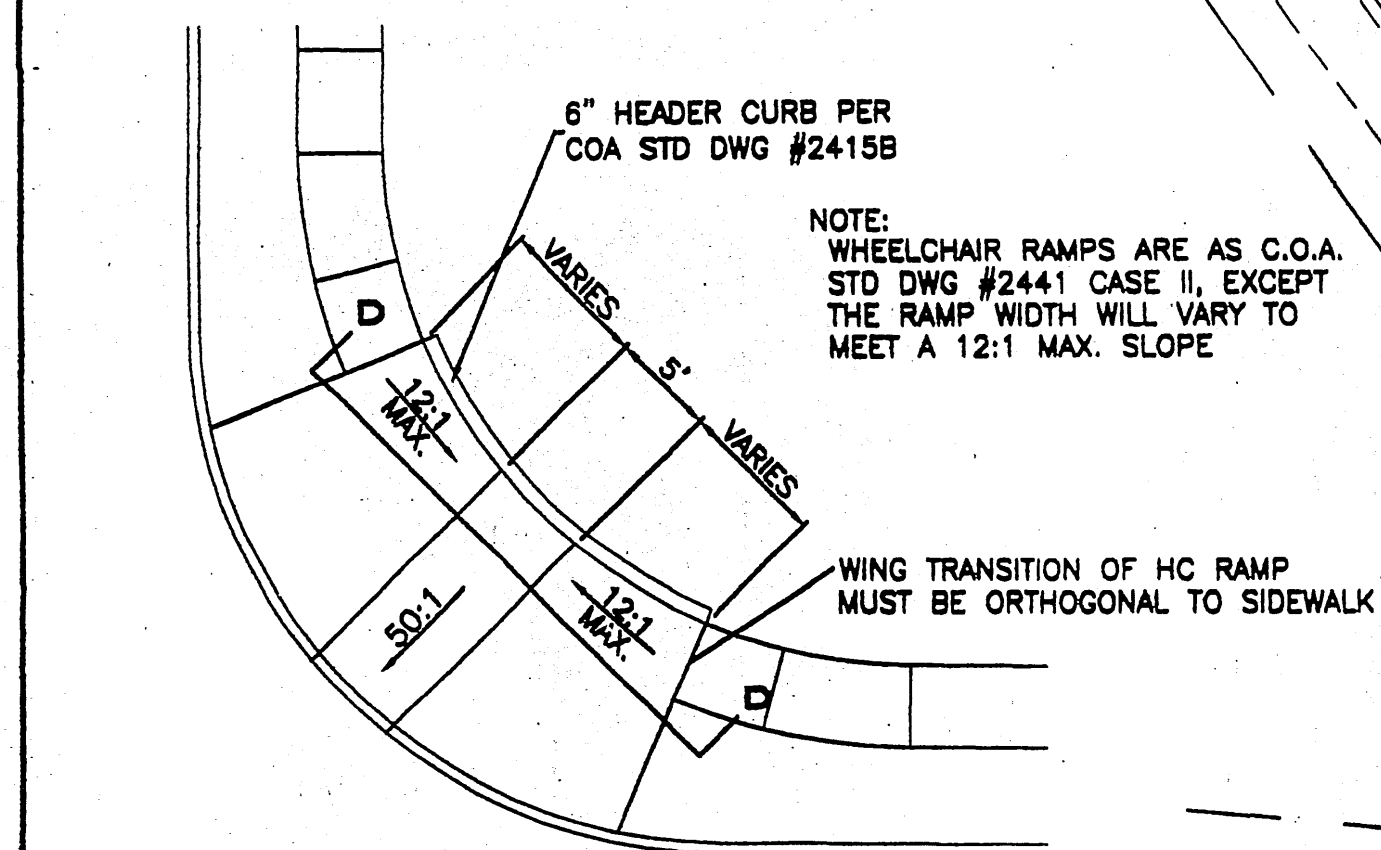 6" HEADER CURB PER
COA STD DWG #2415B
NOTE:
WHEELCHAIR RAMPS ARE AS C.O.A.
STD DWG #2441 CASE II, EXCEPT
THE RAMP WIDTH WILL VARY TO
MEET A 12:1 MAX. SLOPE
VARIES
5'
VARIES
D
12:1
MAX.
50:1
12:1
MAX.
WING TRANSITION OF HC RAMP
MUST BE ORTHOGONAL TO SIDEWALK
D